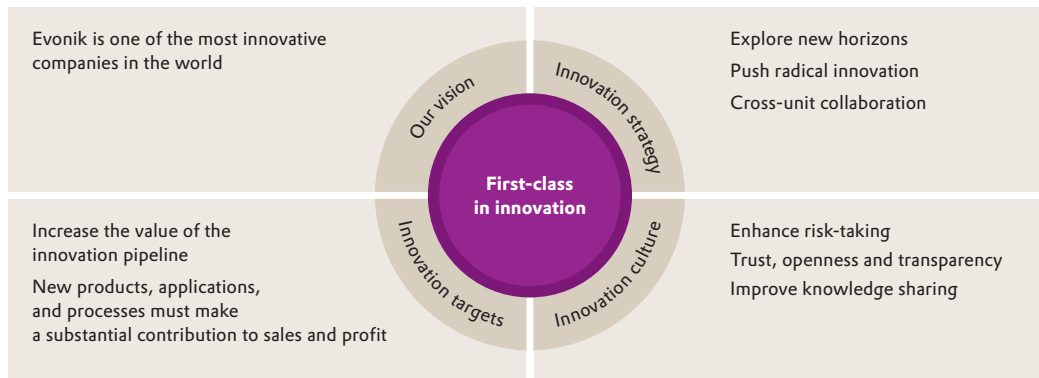 Evonik is one of the most innovative
companies in the world
Our vision
Innovation strategy
Explore new horizons
Push radical innovation
Cross-unit collaboration
First-class
in innovation
Increase the value of the
innovation pipeline
New products, applications,
and processes must make
a substantial contribution to sales and profit
Innovation targets
Innovation culture
Enhance risk-taking
Trust, openness and transparency
Improve knowledge sharing